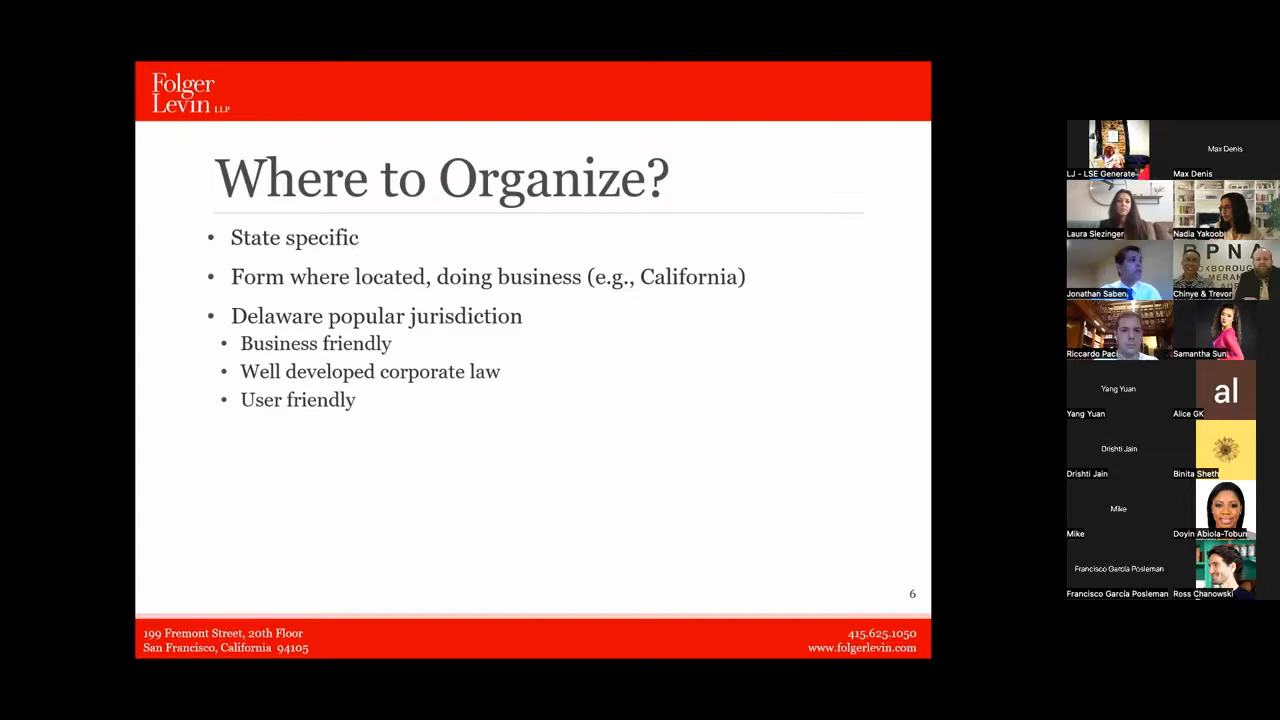 Folger
Levin LLP
Where to Organize?
• State specific
• Form where located, doing business (e.g., California)
• Delaware popular jurisdiction
• Business friendly
• Well developed corporate law
• User friendly
6
199 Fremont Street, 20th Floor
San Francisco, California 94105
415.625.1050
www.folgerlevin.com
Max Denis
LJ - LSE Generate
Max Denis
Laura Slezinger
Nadia Yakoob
BPNA
Jonathan Saben
Chinye & Trevor
Riccardo Paci
Samantha Sun
Yang Yuan
al
Yang Yuan
Alice GK
Drishti Jain
Drishti Jain
Binita Sheth
Mike
Mike
Doyin Abiola-Tobun
Francisco García Posleman
Francisco García Posleman
Ross Chanowski